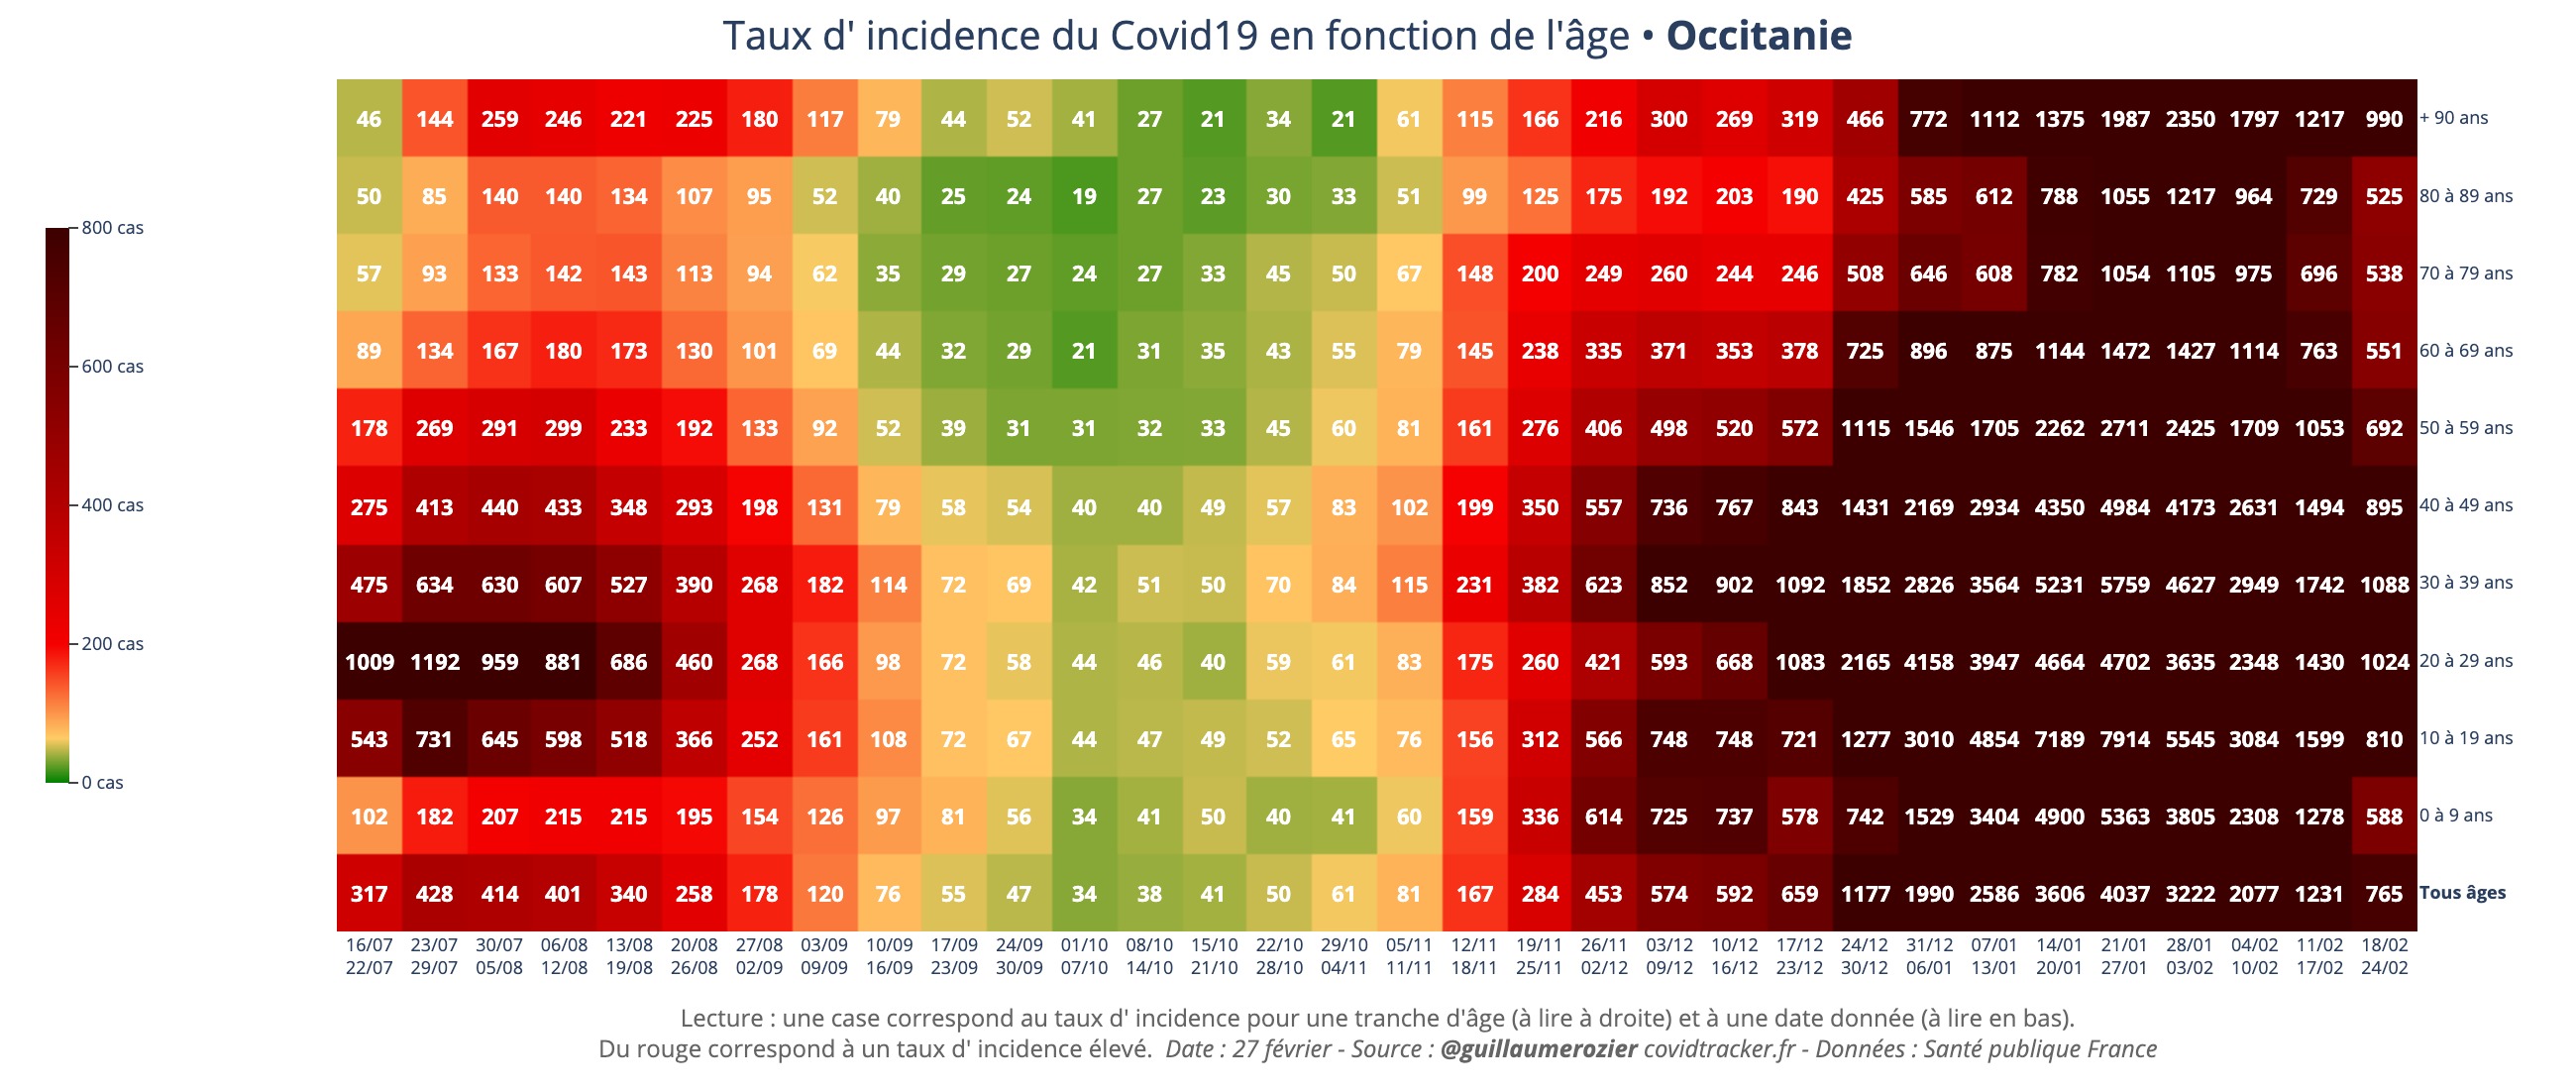 Taux d' incidence du Covid19 en fonction de l'âge • Occitanie
46 144 259 246 221 225 180 117 79 44 52 41 27 21 34 21 61 115 166 216 300 269 319 466 772 1112 1375 1987 2350 1797 1217 990 + 90 ans
50 85 140 140 134 107 95 52 40 25 24 19 27 23 30 33 51 99 125 175 192 203 190 425 585 612 788 1055 1217 964 729 525 80 à 89 ans
57 93 133 142 143 113 94 62 35 29 27 24 27 33 45 50 67 148 200 249 260 244 246 508 646 608 782 1054 1105 975 696 538 70 à 79 ans
89 134 167 180 173 130 101 69 44 32 29 21 31 35 43 55 79 145 238 335 371 353 378 725 896 875 1144 1472 1427 1114 763 551 60 à 69 ans
178 269 291 299 233 192 133 92 52 39 31 31 32 33 45 60 81 161 276 406 498 520 572 1115 1546 1705 2262 2711 2425 1709 1053 692 50 à 59 ans
275 413 440 433 348 293 198 131 79 58 54 40 40 49 57 83 102 199 350 557 736 767 843 1431 2169 2934 4350 4984 4173 2631 1494 895 40 à 49 ans
475 634 630 607 527 390 268 182 114 72 69 42 51 50 70 84 115 231 382 623 852 902 1092 1852 2826 3564 5231 5759 4627 2949 1742 1088 30 à 39 ans
1009 1192 959 881 686 460 268 166 98 72 58 44 46 40 59 61 83 175 260 421 593 668 1083 2165 4158 3947 4664 4702 3635 2348 1430 1024 20 à 29 ans
543 731 645 598 518 366 252 161 108 72 67 44 47 49 52 65 76 156 312 566 748 748 721 1277 3010 4854 7189 7914 5545 3084 1599 810 10 à 19 ans
102 182 207 215 215 195 154 126 97 81 56 34 41 50 40 41 60 159 336 614 725 737 578 742 1529 3404 4900 5363 3805 2308 1278 588 0 à 9 ans
317 428 414 401 340 258 178 120 76 55 47 34 38 41 50 61 81 167 284 453 574 592 659 1177 1990 2586 3606 4037 3222 2077 1231 765 Tous âges
16/07 23/07 30/07 06/08 13/08 20/08 27/08 03/09 10/09 17/09 24/09 01/10 08/10 15/10 22/10 29/10 05/11 12/11 19/11 26/11 03/12 10/12 17/12 24/12 31/12 07/01 14/01 21/01 28/01 04/02 11/02 18/02
22/07 29/07 05/08 12/08 19/08 26/08 02/09 09/09 16/09 23/09 30/09 07/10 14/10 21/10 28/10 04/11 11/11 18/11 25/11 02/12 09/12 16/12 23/12 30/12 06/01 13/01 20/01 27/01 03/02 10/02 17/02 24/02
800 cas
600 cas
400 cas
200 cas
0 cas
Lecture : une case correspond au taux d' incidence pour une tranche d'âge (à lire à droite) et à une date donnée (à lire en bas).
Du rouge correspond à un taux d' incidence élevé. Date : 27 février - Source : @guillaumerozier covidtracker.fr - Données : Santé publique France